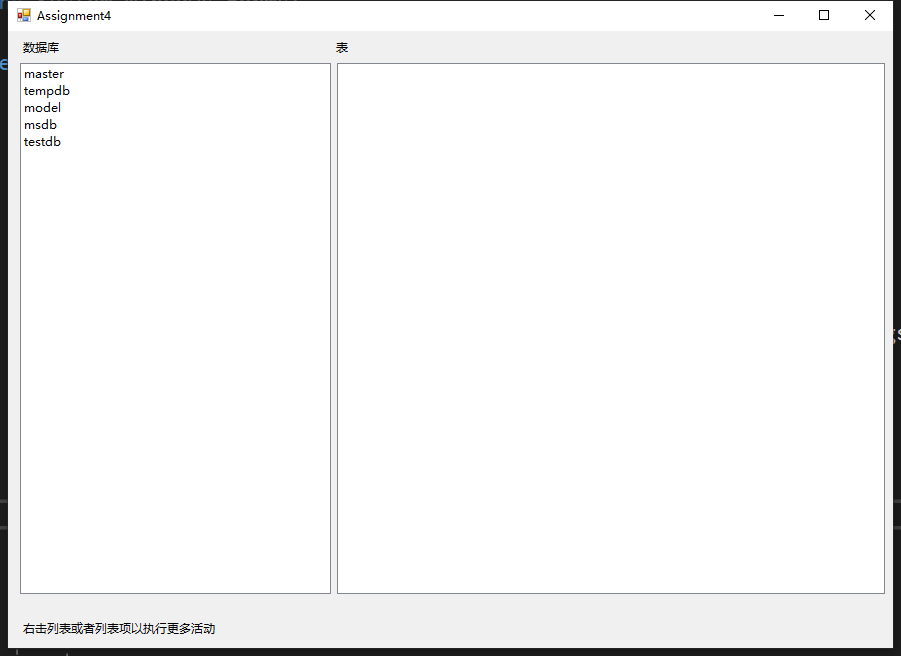 Assignment4
数据库
表
master
tempdb
model
msdb
testdb
右击列表或者列表项以执行更多活动